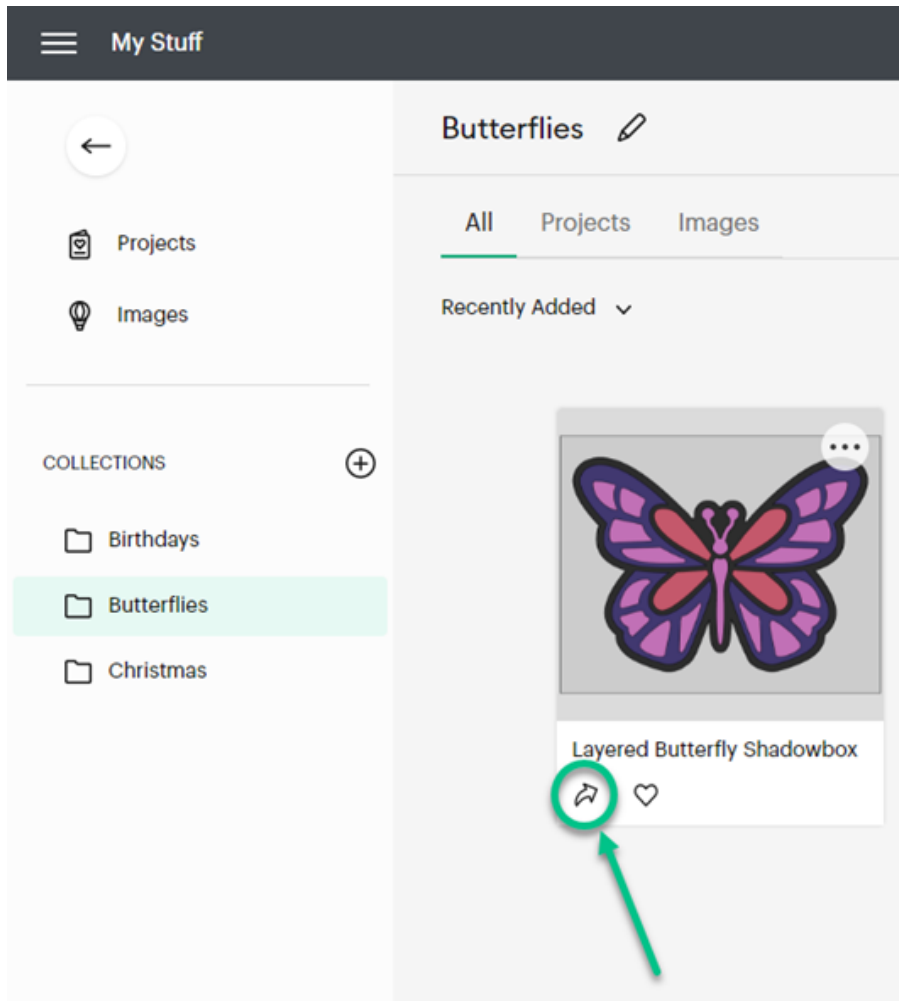 My Stuff
Butterflies
All Projects Images
Recently Added
Projects
Images
COLLECTIONS
Birthdays
Butterflies
Christmas
Layered Butterfly Shadowbox